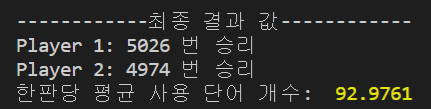 ------------최종 결과 값------------
Player 1: 5026 번 승리
Player 2: 4974 번 승리
한판당 평균 사용 단어 개수:  92.9761